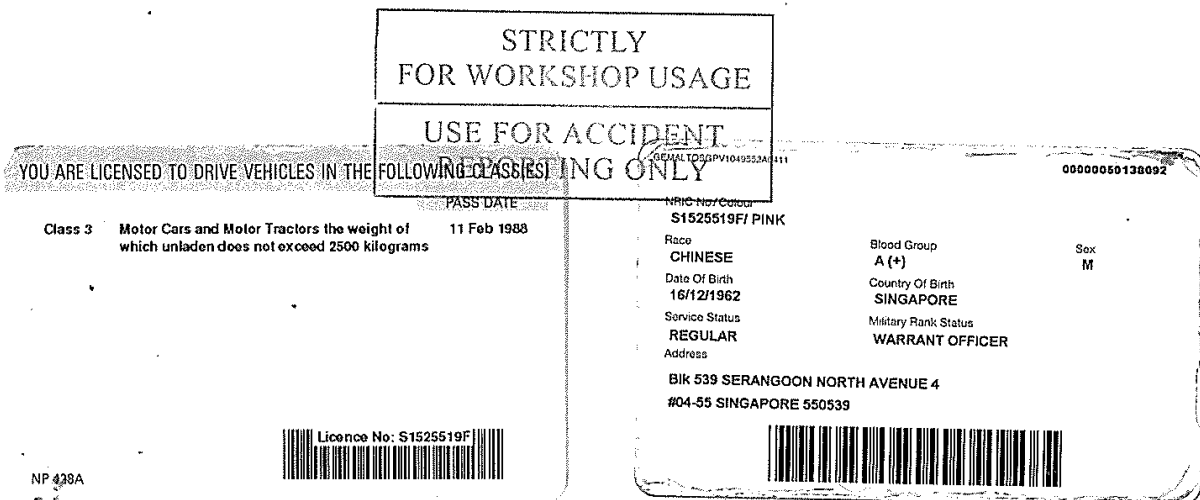 STRICTLY
FOR WORKSHOP USAGE
USE FOR ACCIDENT
REPORTING ONLY
YOU ARE LICENSED TO DRIVE VEHICLES IN THE FOLLOWING CLASS(ES)
PASS DATE
Class 3 Motor Cars and Motor Tractors the weight of 11 Feb 1988
which unladen does not exceed 2500 kilograms
Licence No: S1525519F
NP 428A
00000050138092
NRIC No/Colour
S1525519F/ PINK
Race Blood Group Sex
CHINESE A (+) M
Date Of Birth Country Of Birth
16/12/1962 SINGAPORE
Service Status Military Rank Status
REGULAR WARRANT OFFICER
Address
Blk 539 SERANGOON NORTH AVENUE 4
#04-55 SINGAPORE 550539